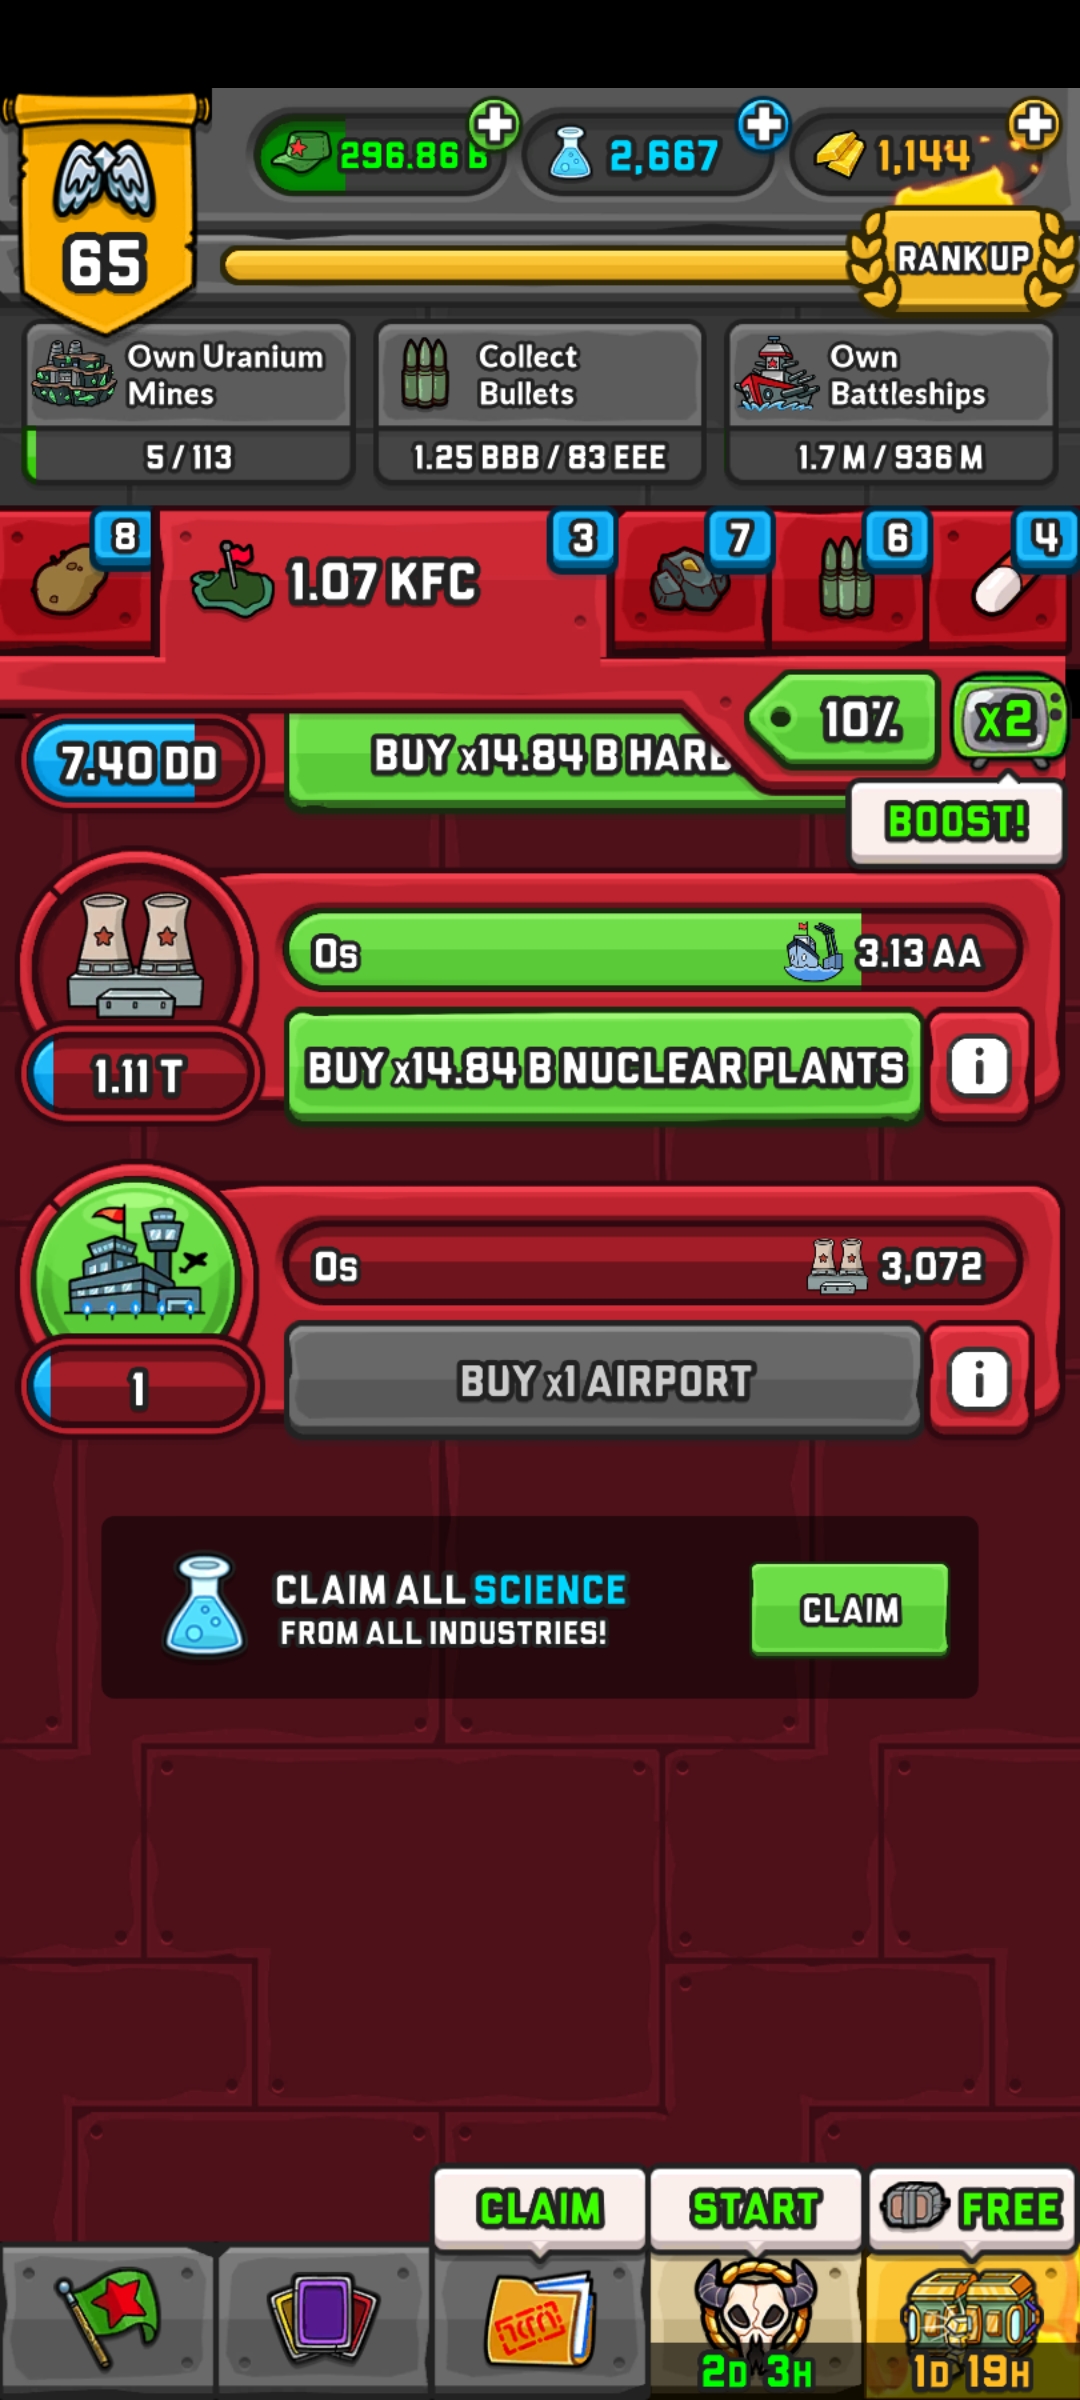 296.86 B
2,667
1,144
65
RANK UP
Own Uranium
Mines
5 / 113
Collect
Bullets
1.25 BBB / 83 EEE
Own
Battleships
1.7 M / 936 M
8
1.07 KFC
3
7
6
4
10%
x2
BOOST!
7.40 DD
BUY x14.84 B
0s
3.13 AA
1.11 T
BUY x14.84 B NUCLEAR PLANTS
i
0s
3,072
1
BUY x1 AIRPORT
i
CLAIM ALL SCIENCE
FROM ALL INDUSTRIES!
CLAIM
CLAIM
START
FREE
2D 3H
1D 19H